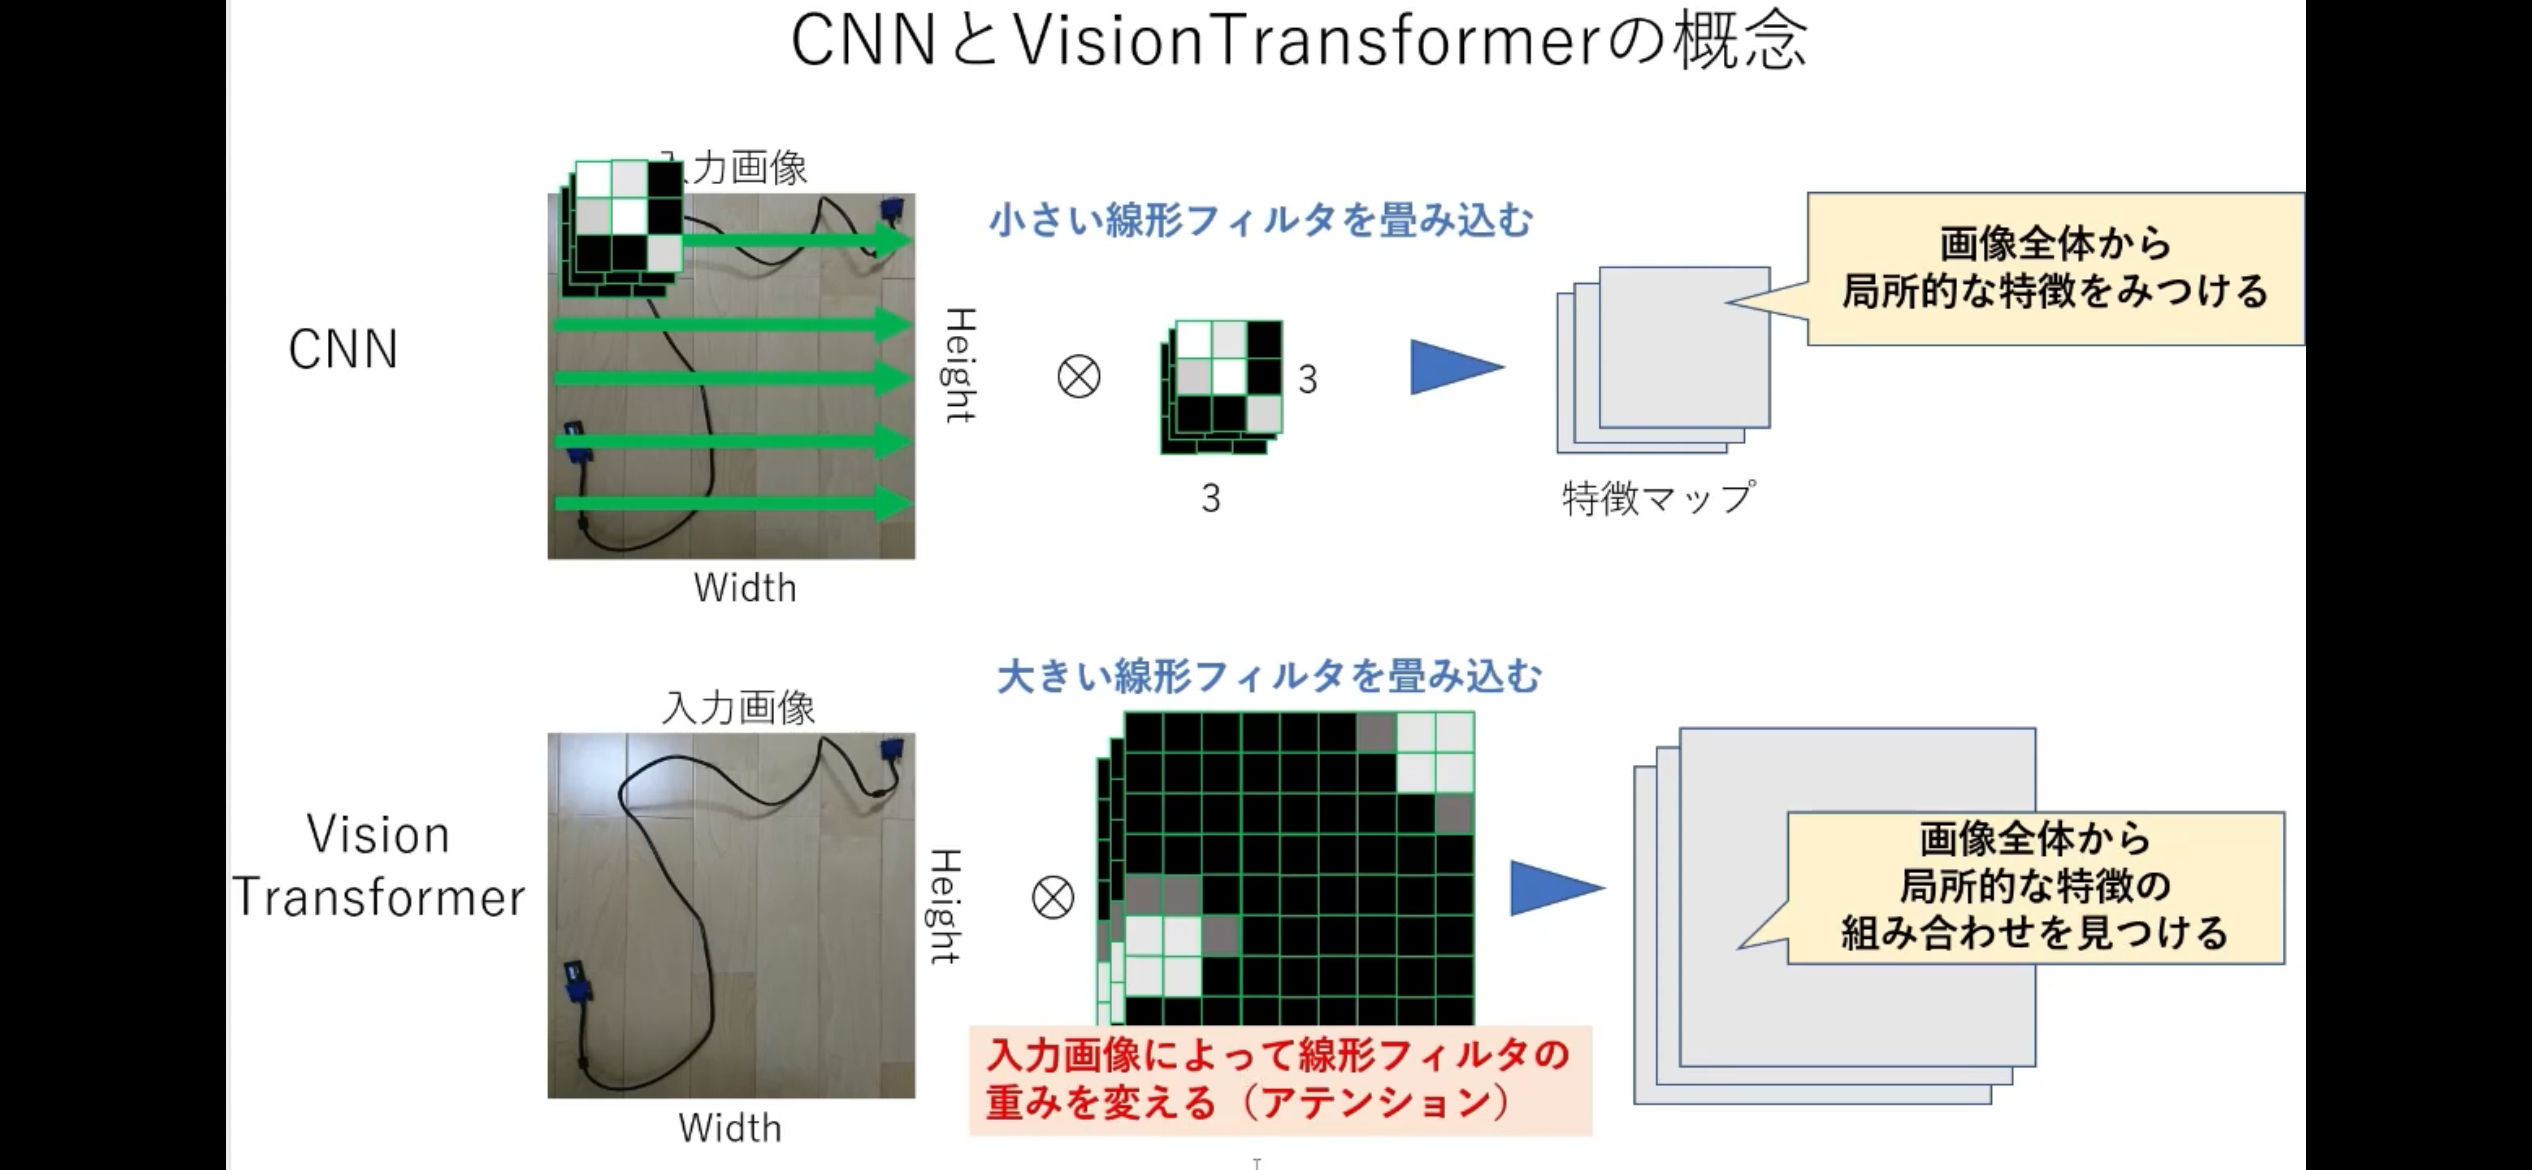 CNNとVisionTransformerの概念
CNN
入力画像
Height
Width
小さい線形フィルタを畳み込む
3
3
特徴マップ
画像全体から
局所的な特徴をみつける
Vision
Transformer
入力画像
Height
Width
大きい線形フィルタを畳み込む
入力画像によって線形フィルタの
重みを変える（アテンション）
画像全体から
局所的な特徴の
組み合わせを見つける